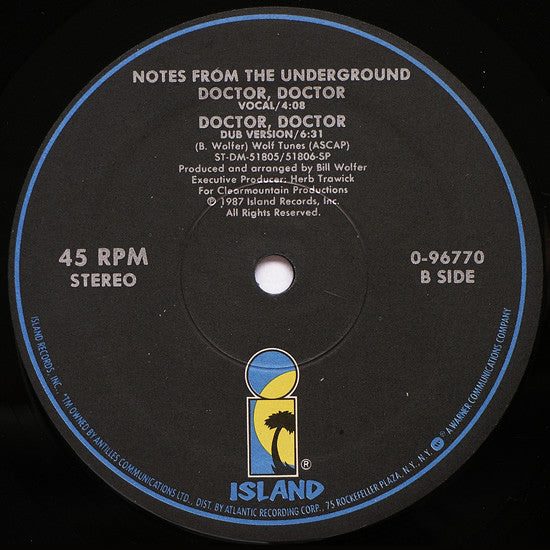 NOTES FROM THE UNDERGROUND
DOCTOR, DOCTOR
VOCAL/4:08
DOCTOR, DOCTOR
DUB VERSION/6:31
(B. Wolfer) Wolf Tunes (ASCAP)
ST-DM-51805/51806-SP
Produced and arranged by Bill Wolfer
Executive Producer: Herb Trawick
For Clearmountain Productions
℗ 1987 Island Records, Inc.
All Rights Reserved.
45 RPM
STEREO
0-96770
B SIDE
i ®
ISLAND
ISLAND RECORDS, INC., *TM OWNED BY ANTILLES COMMUNICATIONS LTD., DIST. BY ATLANTIC RECORDING CORP., 75 ROCKEFELLER PLAZA, N.Y., N.Y. ® A WARNER COMMUNICATIONS COMPANY